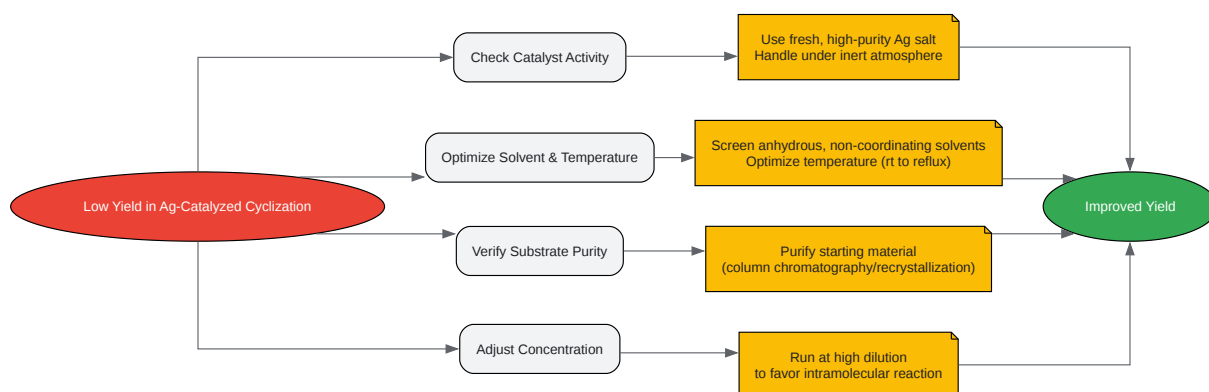 Low Yield in Ag-Catalyzed Cyclization
Check Catalyst Activity
Use fresh, high-purity Ag salt
Handle under inert atmosphere
Optimize Solvent & Temperature
Screen anhydrous, non-coordinating solvents
Optimize temperature (rt to reflux)
Verify Substrate Purity
Purify starting material
(column chromatography/recrystallization)
Adjust Concentration
Run at high dilution
to favor intramolecular reaction
Improved Yield